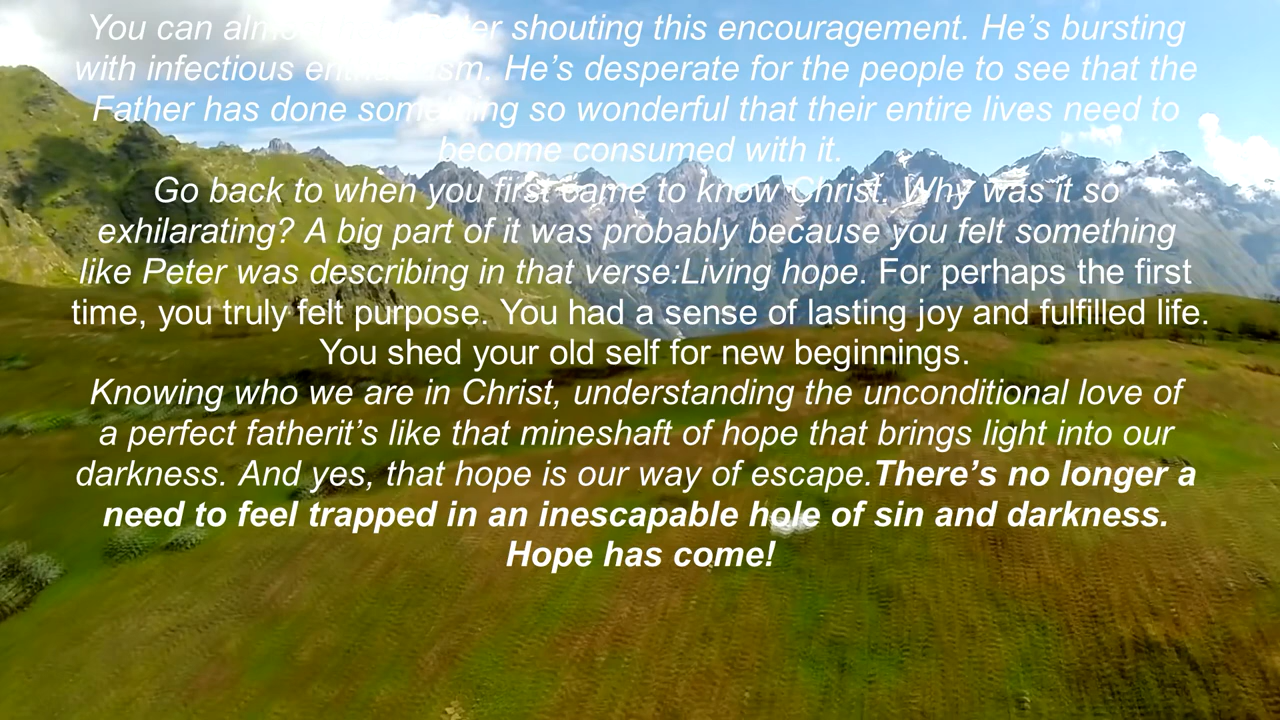 You can almost Peter shouting this encouragement. He’s bursting
with infectious enthusiasm. He’s desperate for the people to see that the
Father has done something so wonderful that their entire lives need to
become consumed with it.
Go back to when you first came to know Christ. Why was it so
exhilarating? A big part of it was probably because you felt something
like Peter was describing in that verse:Living hope. For perhaps the first
time, you truly felt purpose. You had a sense of lasting joy and fulfilled life.
You shed your old self for new beginnings.
Knowing who we are in Christ, understanding the unconditional love of
a perfect fatherit’s like that mineshaft of hope that brings light into our
darkness. And yes, that hope is our way of escape.There’s no longer a
need to feel trapped in an inescapable hole of sin and darkness.
Hope has come!